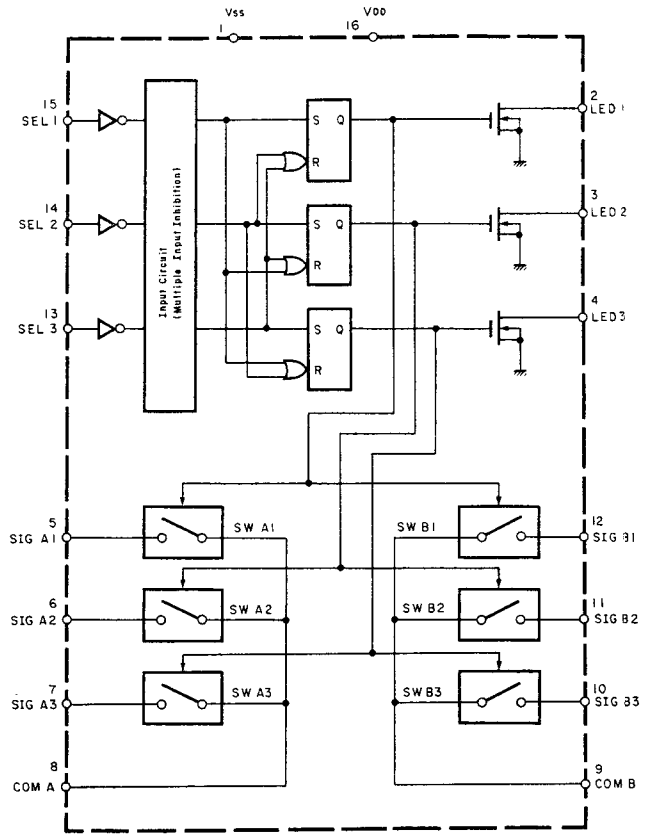 Vss
VDD
1
16
15
SEL 1
2
LED 1
S Q
R
14
SEL 2
3
LED 2
S Q
R
13
SEL 3
4
LED3
S Q
R
Input Circuit
(Multiple Input Inhibition)
5
SIG A1
SW A1
SW B1
12
SIG B1
6
SIG A2
SW A2
SW B2
11
SIG B2
7
SIG A3
SW A3
SW B3
10
SIG B3
8
COM A
9
COM B